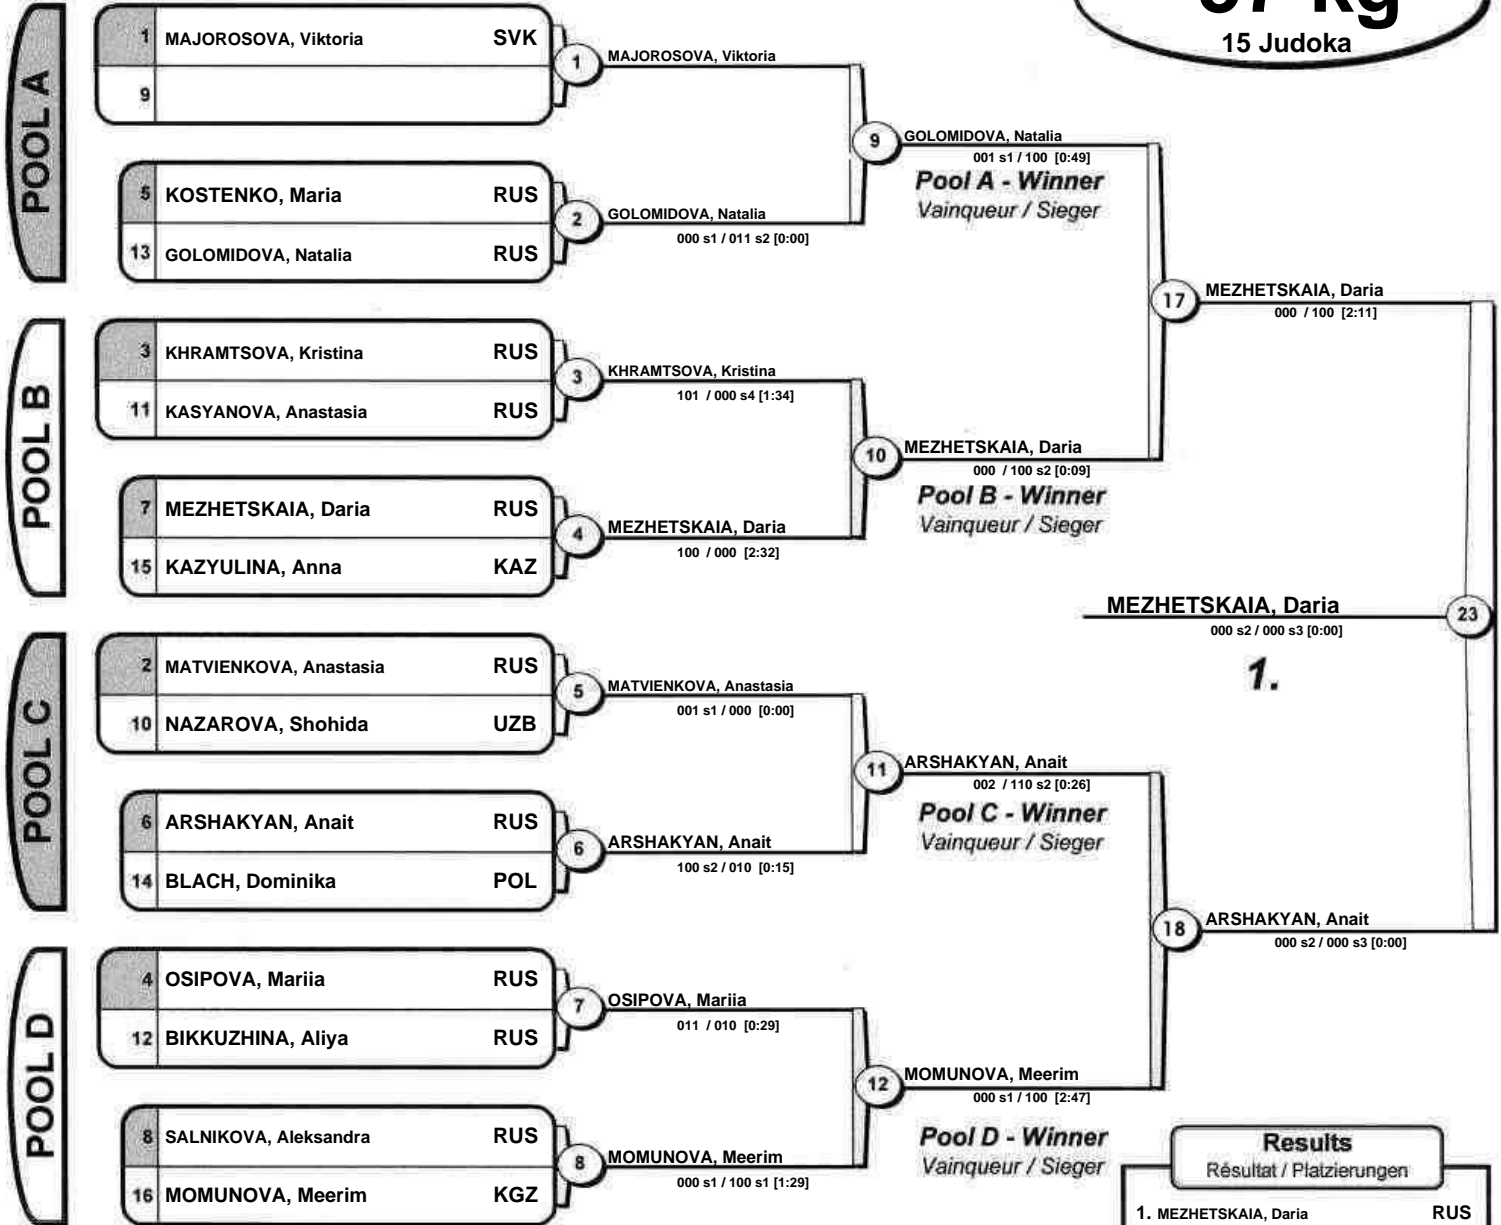 15 Judoka
POOL A
1 MAJOROSOVA, Viktoria SVK
9
1 MAJOROSOVA, Viktoria
5 KOSTENKO, Maria RUS
13 GOLOMIDOVA, Natalia RUS
2 GOLOMIDOVA, Natalia
000 s1 / 011 s2 [0:00]
9 GOLOMIDOVA, Natalia
001 s1 / 100 [0:49]
Pool A - Winner
Vainqueur / Sieger
POOL B
3 KHRAMTSOVA, Kristina RUS
11 KASYANOVA, Anastasia RUS
3 KHRAMTSOVA, Kristina
101 / 000 s4 [1:34]
7 MEZHETSKAIA, Daria RUS
15 KAZYULINA, Anna KAZ
4 MEZHETSKAIA, Daria
100 / 000 [2:32]
10 MEZHETSKAIA, Daria
000 / 100 s2 [0:09]
Pool B - Winner
Vainqueur / Sieger
17 MEZHETSKAIA, Daria
000 / 100 [2:11]
MEZHETSKAIA, Daria 23
000 s2 / 000 s3 [0:00]
1.
POOL C
2 MATVIENKOVA, Anastasia RUS
10 NAZAROVA, Shohida UZB
5 MATVIENKOVA, Anastasia
001 s1 / 000 [0:00]
6 ARSHAKYAN, Anait RUS
14 BLACH, Dominika POL
6 ARSHAKYAN, Anait
100 s2 / 010 [0:15]
11 ARSHAKYAN, Anait
002 / 110 s2 [0:26]
Pool C - Winner
Vainqueur / Sieger
POOL D
4 OSIPOVA, Mariia RUS
12 BIKKUZHINA, Aliya RUS
7 OSIPOVA, Mariia
011 / 010 [0:29]
8 SALNIKOVA, Aleksandra RUS
16 MOMUNOVA, Meerim KGZ
8 MOMUNOVA, Meerim
000 s1 / 100 s1 [1:29]
12 MOMUNOVA, Meerim
000 s1 / 100 [2:47]
Pool D - Winner
Vainqueur / Sieger
18 ARSHAKYAN, Anait
000 s2 / 000 s3 [0:00]
Results
Résultat / Platzierungen
1. MEZHETSKAIA, Daria RUS